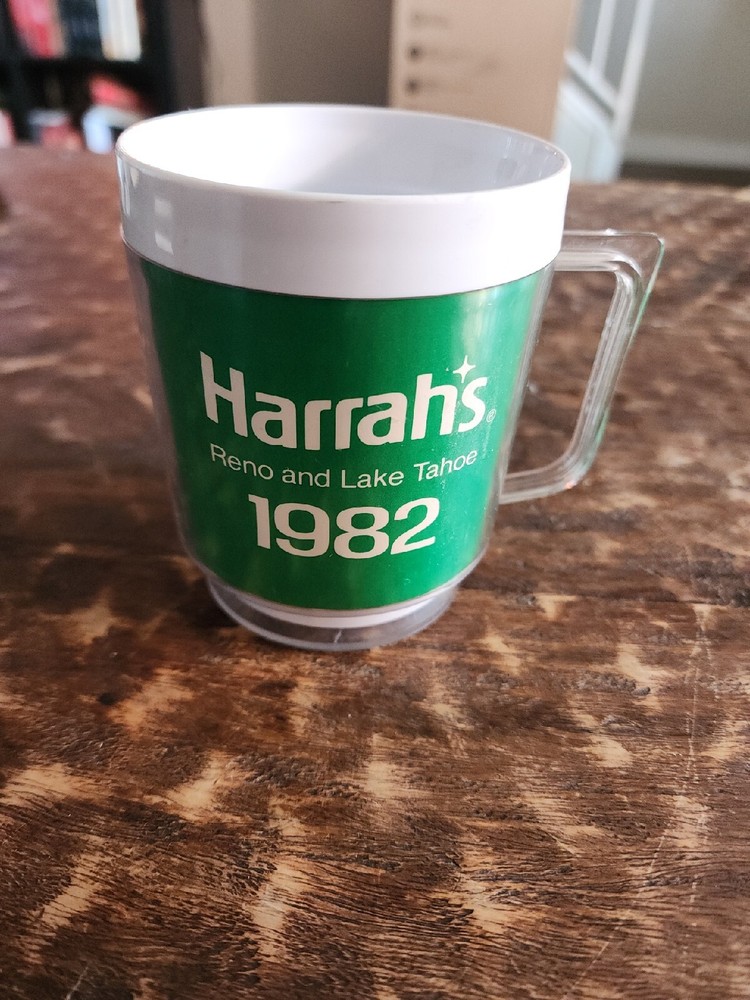 Harrah's®
Reno and Lake Tahoe
1982